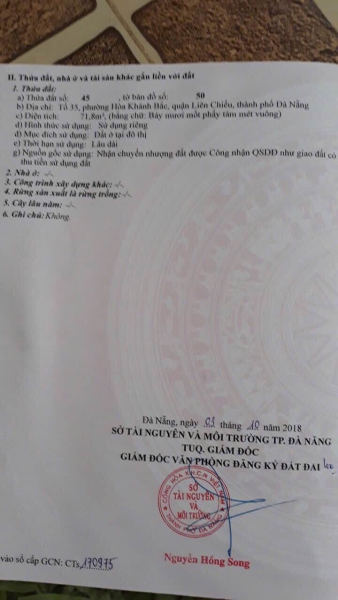 II. Thửa đất, nhà ở và tài sản khác gắn liền với đất
1. Thửa đất:
a) Thửa đất số: 45 , tờ bản đồ số: 50
b) Địa chỉ: Tổ 35, phường Hòa Khánh Bắc, quận Liên Chiểu, thành phố Đà Nẵng
c) Diện tích: 71,8m², (bằng chữ: Bảy mươi mốt phẩy tám mét vuông)
d) Hình thức sử dụng: Sử dụng riêng
đ) Mục đích sử dụng: Đất ở tại đô thị
e) Thời hạn sử dụng: Lâu dài
g) Nguồn gốc sử dụng: Nhận chuyển nhượng đất được Công nhận QSDĐ như giao đất có
thu tiền sử dụng đất
2. Nhà ở: -/-
3. Công trình xây dựng khác: -/-
4. Rừng sản xuất là rừng trồng: -/-
5. Cây lâu năm: -/-
6. Ghi chú: Không
Đà Nẵng, ngày tháng 10 năm 2018
SỞ TÀI NGUYÊN VÀ MÔI TRƯỜNG TP. ĐÀ NẴNG
TUQ. GIÁM ĐỐC
GIÁM ĐỐC VĂN PHÒNG ĐĂNG KÝ ĐẤT ĐAI
CỘNG HÒA X.H.C.N VIỆT NAM
SỞ
TÀI NGUYÊN
VÀ
MÔI TRƯỜNG
THÀNH PHỐ ĐÀ NẴNG
Nguyễn Hồng Song
vào sổ cấp GCN: CTs 170975